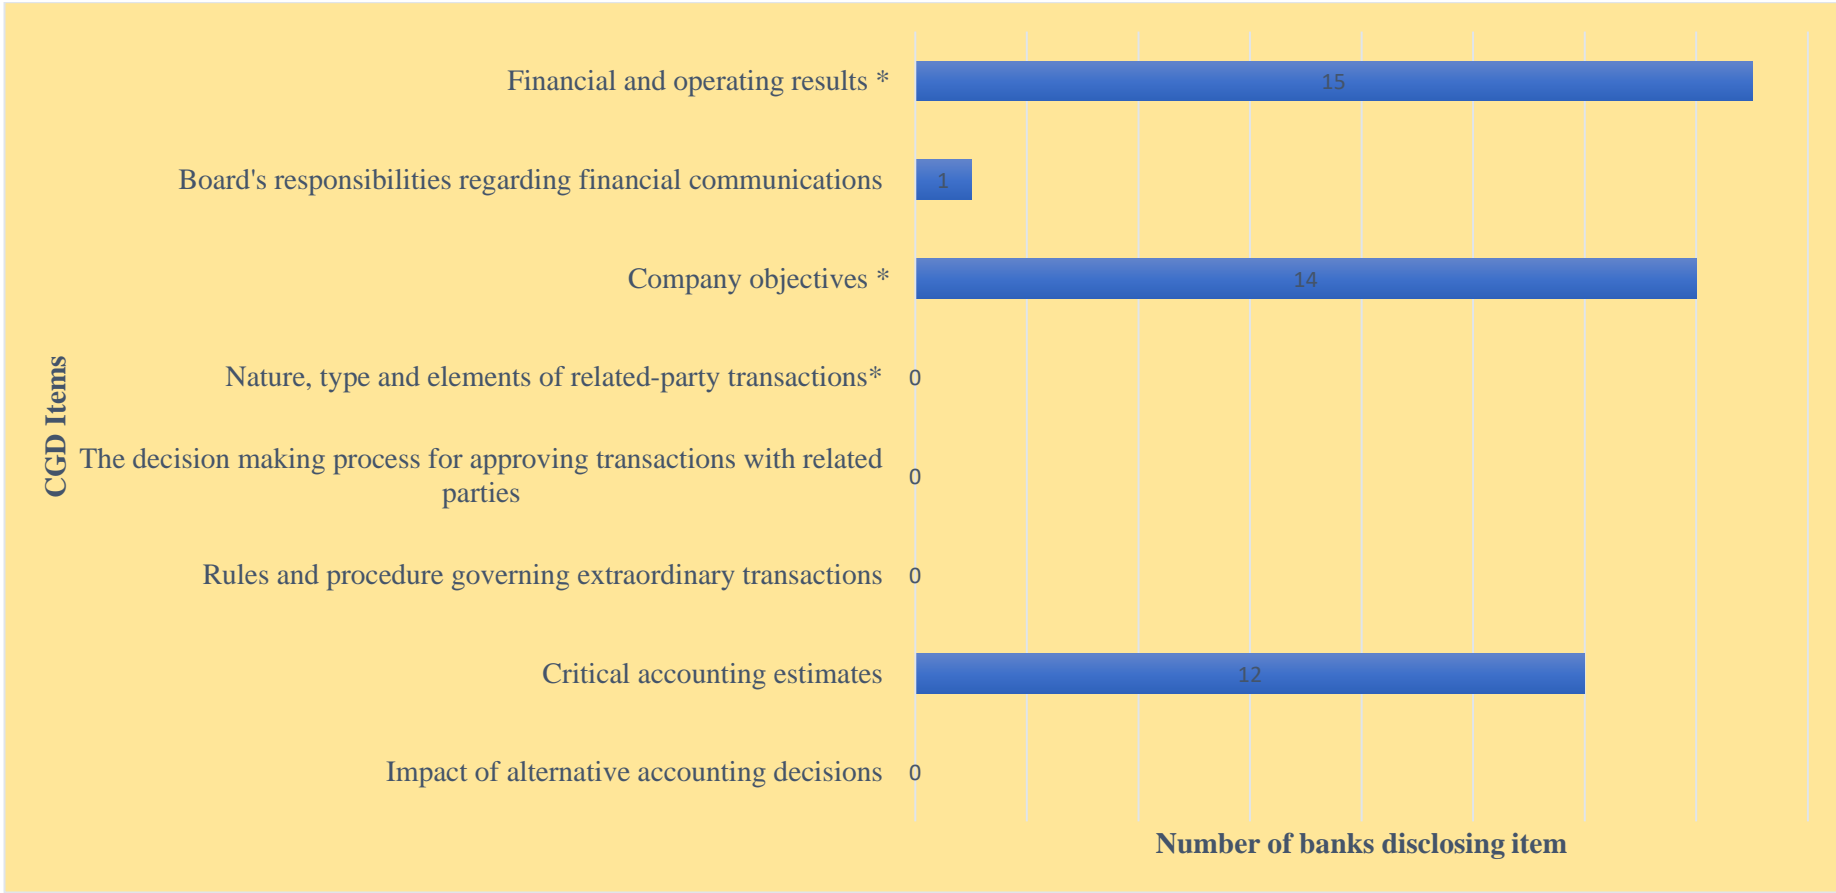 Financial and operating results *
15
Board's responsibilities regarding financial communications
1
Company objectives *
14
Nature, type and elements of related-party transactions*
0
The decision making process for approving transactions with related
parties
0
Rules and procedure governing extraordinary transactions
0
Critical accounting estimates
12
Impact of alternative accounting decisions
0
CGD Items
Number of banks disclosing item